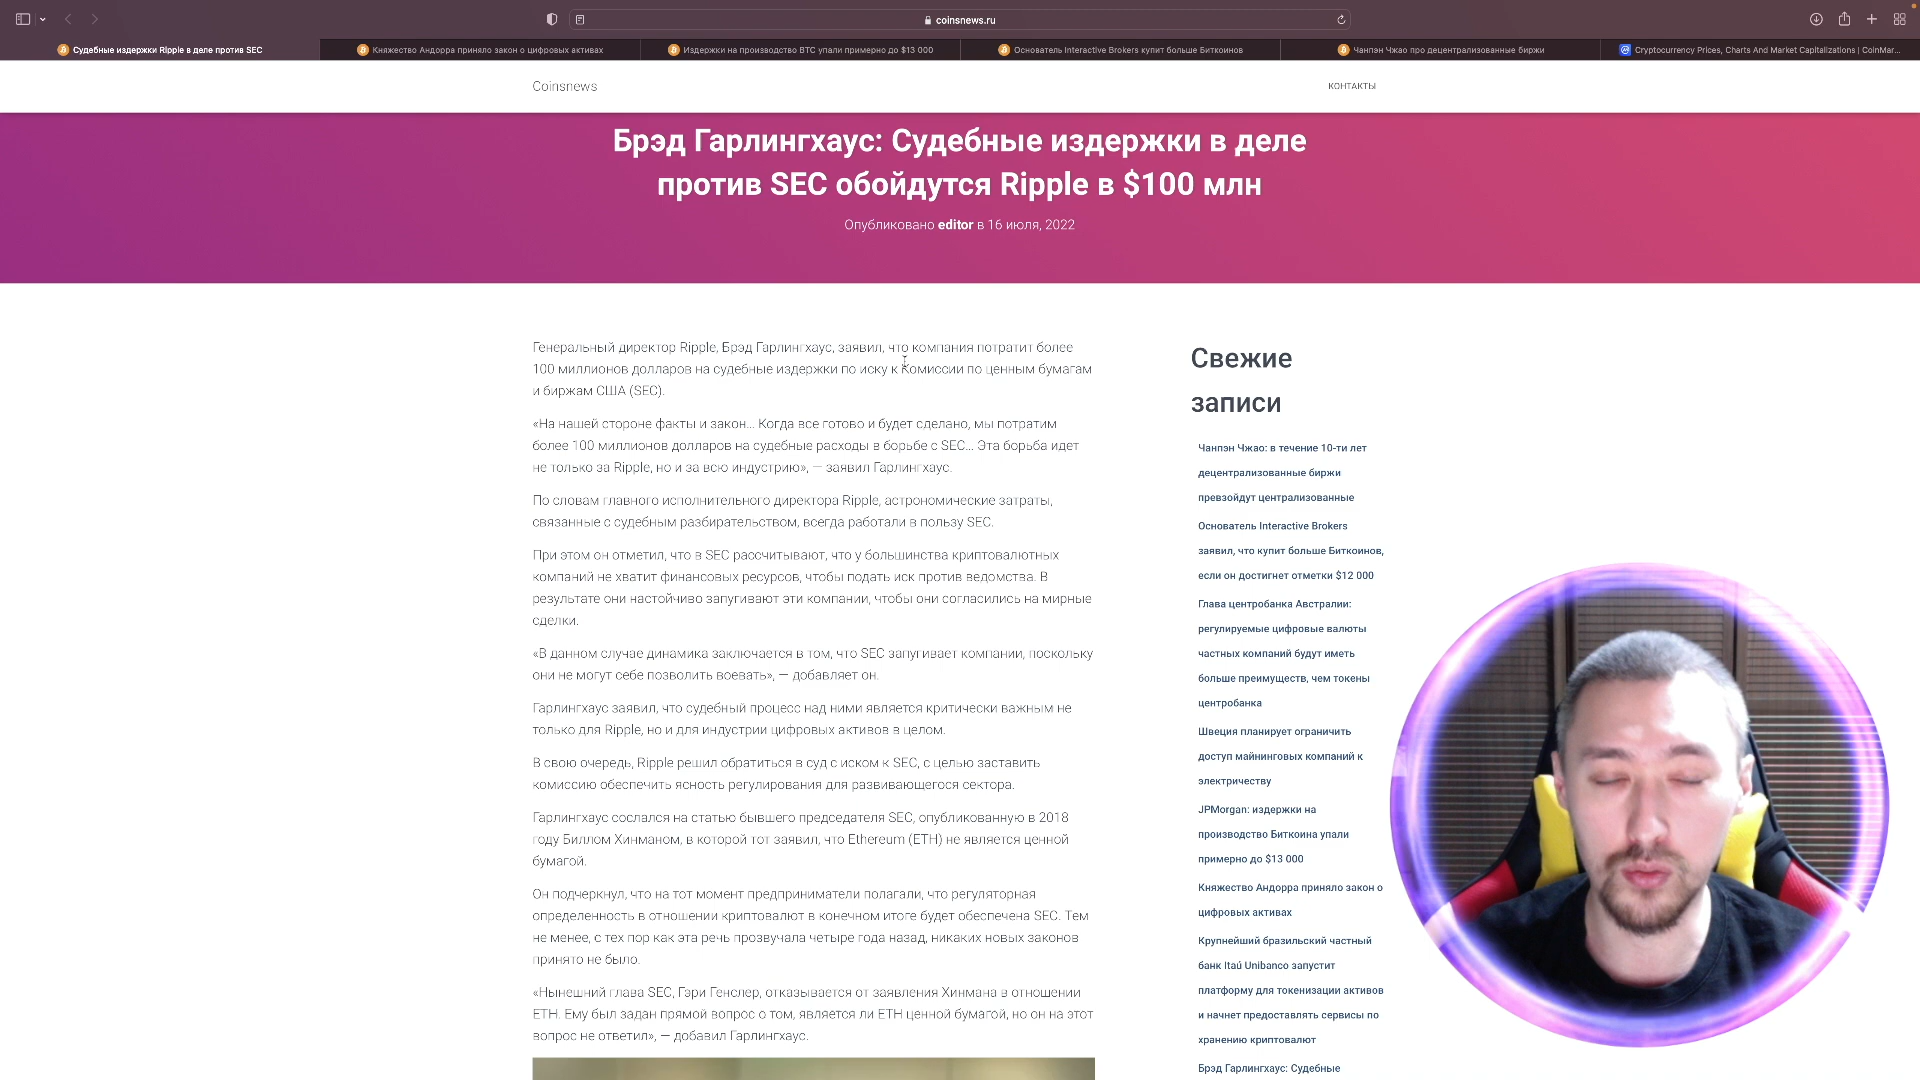 coinsnews.ru
Судебные издержки Ripple в деле против SEC
Княжество Андорра приняло закон о цифровых активах
Издержки на производство BTC упали примерно до $13 000
Основатель Interactive Brokers купит больше Биткоинов
Чанпэн Чжао про децентрализованные биржи
Cryptocurrency Prices, Charts And Market Capitalizations | CoinMar...
Coinsnews
КОНТАКТЫ
Брэд Гарлингхаус: Судебные издержки в деле
против SEC обойдутся Ripple в $100 млн
Опубликовано editor в 16 июля, 2022
Генеральный директор Ripple, Брэд Гарлингхаус, заявил, что компания потратит более
100 миллионов долларов на судебные издержки по иску к Комиссии по ценным бумагам
и биржам США (SEC).
«На нашей стороне факты и закон... Когда все готово и будет сделано, мы потратим
более 100 миллионов долларов на судебные расходы в борьбе с SEC... Эта борьба идет
не только за Ripple, но и за всю индустрию», — заявил Гарлингхаус.
По словам главного исполнительного директора Ripple, астрономические затраты,
связанные с судебным разбирательством, всегда работали в пользу SEC.
При этом он отметил, что в SEC рассчитывают, что у большинства криптовалютных
компаний не хватит финансовых ресурсов, чтобы подать иск против ведомства. В
результате они настойчиво запугивают эти компании, чтобы они согласились на мирные
сделки.
«В данном случае динамика заключается в том, что SEC запугивает компании, поскольку
они не могут себе позволить воевать», — добавляет он.
Гарлингхаус заявил, что судебный процесс над ними является критически важным не
только для Ripple, но и для индустрии цифровых активов в целом.
В свою очередь, Ripple решил обратиться в суд с иском к SEC, с целью заставить
комиссию обеспечить ясность регулирования для развивающегося сектора.
Гарлингхаус сослался на статью бывшего председателя SEC, опубликованную в 2018
году Биллом Хинманом, в которой тот заявил, что Ethereum (ETH) не является ценной
бумагой.
Он подчеркнул, что на тот момент предприниматели полагали, что регуляторная
определенность в отношении криптовалют в конечном итоге будет обеспечена SEC. Тем
не менее, с тех пор как эта речь прозвучала четыре года назад, никаких новых законов
принято не было.
«Нынешний глава SEC, Гэри Генслер, отказывается от заявления Хинмана в отношении
ETH. Ему был задан прямой вопрос о том, является ли ETH ценной бумагой, но он на этот
вопрос не ответил», — добавил Гарлингхаус.
Свежие
записи
Чанпэн Чжао: в течение 10-ти лет
децентрализованные биржи
превзойдут централизованные
Основатель Interactive Brokers
заявил, что купит больше Биткоинов,
если он достигнет отметки $12 000
Глава центробанка Австралии:
регулируемые цифровые валюты
частных компаний будут иметь
больше преимуществ, чем токены
центробанка
Швеция планирует ограничить
доступ майнинговых компаний к
электричеству
JPMorgan: издержки на
производство Биткоина упали
примерно до $13 000
Княжество Андорра приняло закон о
цифровых активах
Крупнейший бразильский частный
банк Itaú Unibanco запустит
платформу для токенизации активов
и начнет предоставлять сервисы по
хранению криптовалют
Брэд Гарлингхаус: Судебные